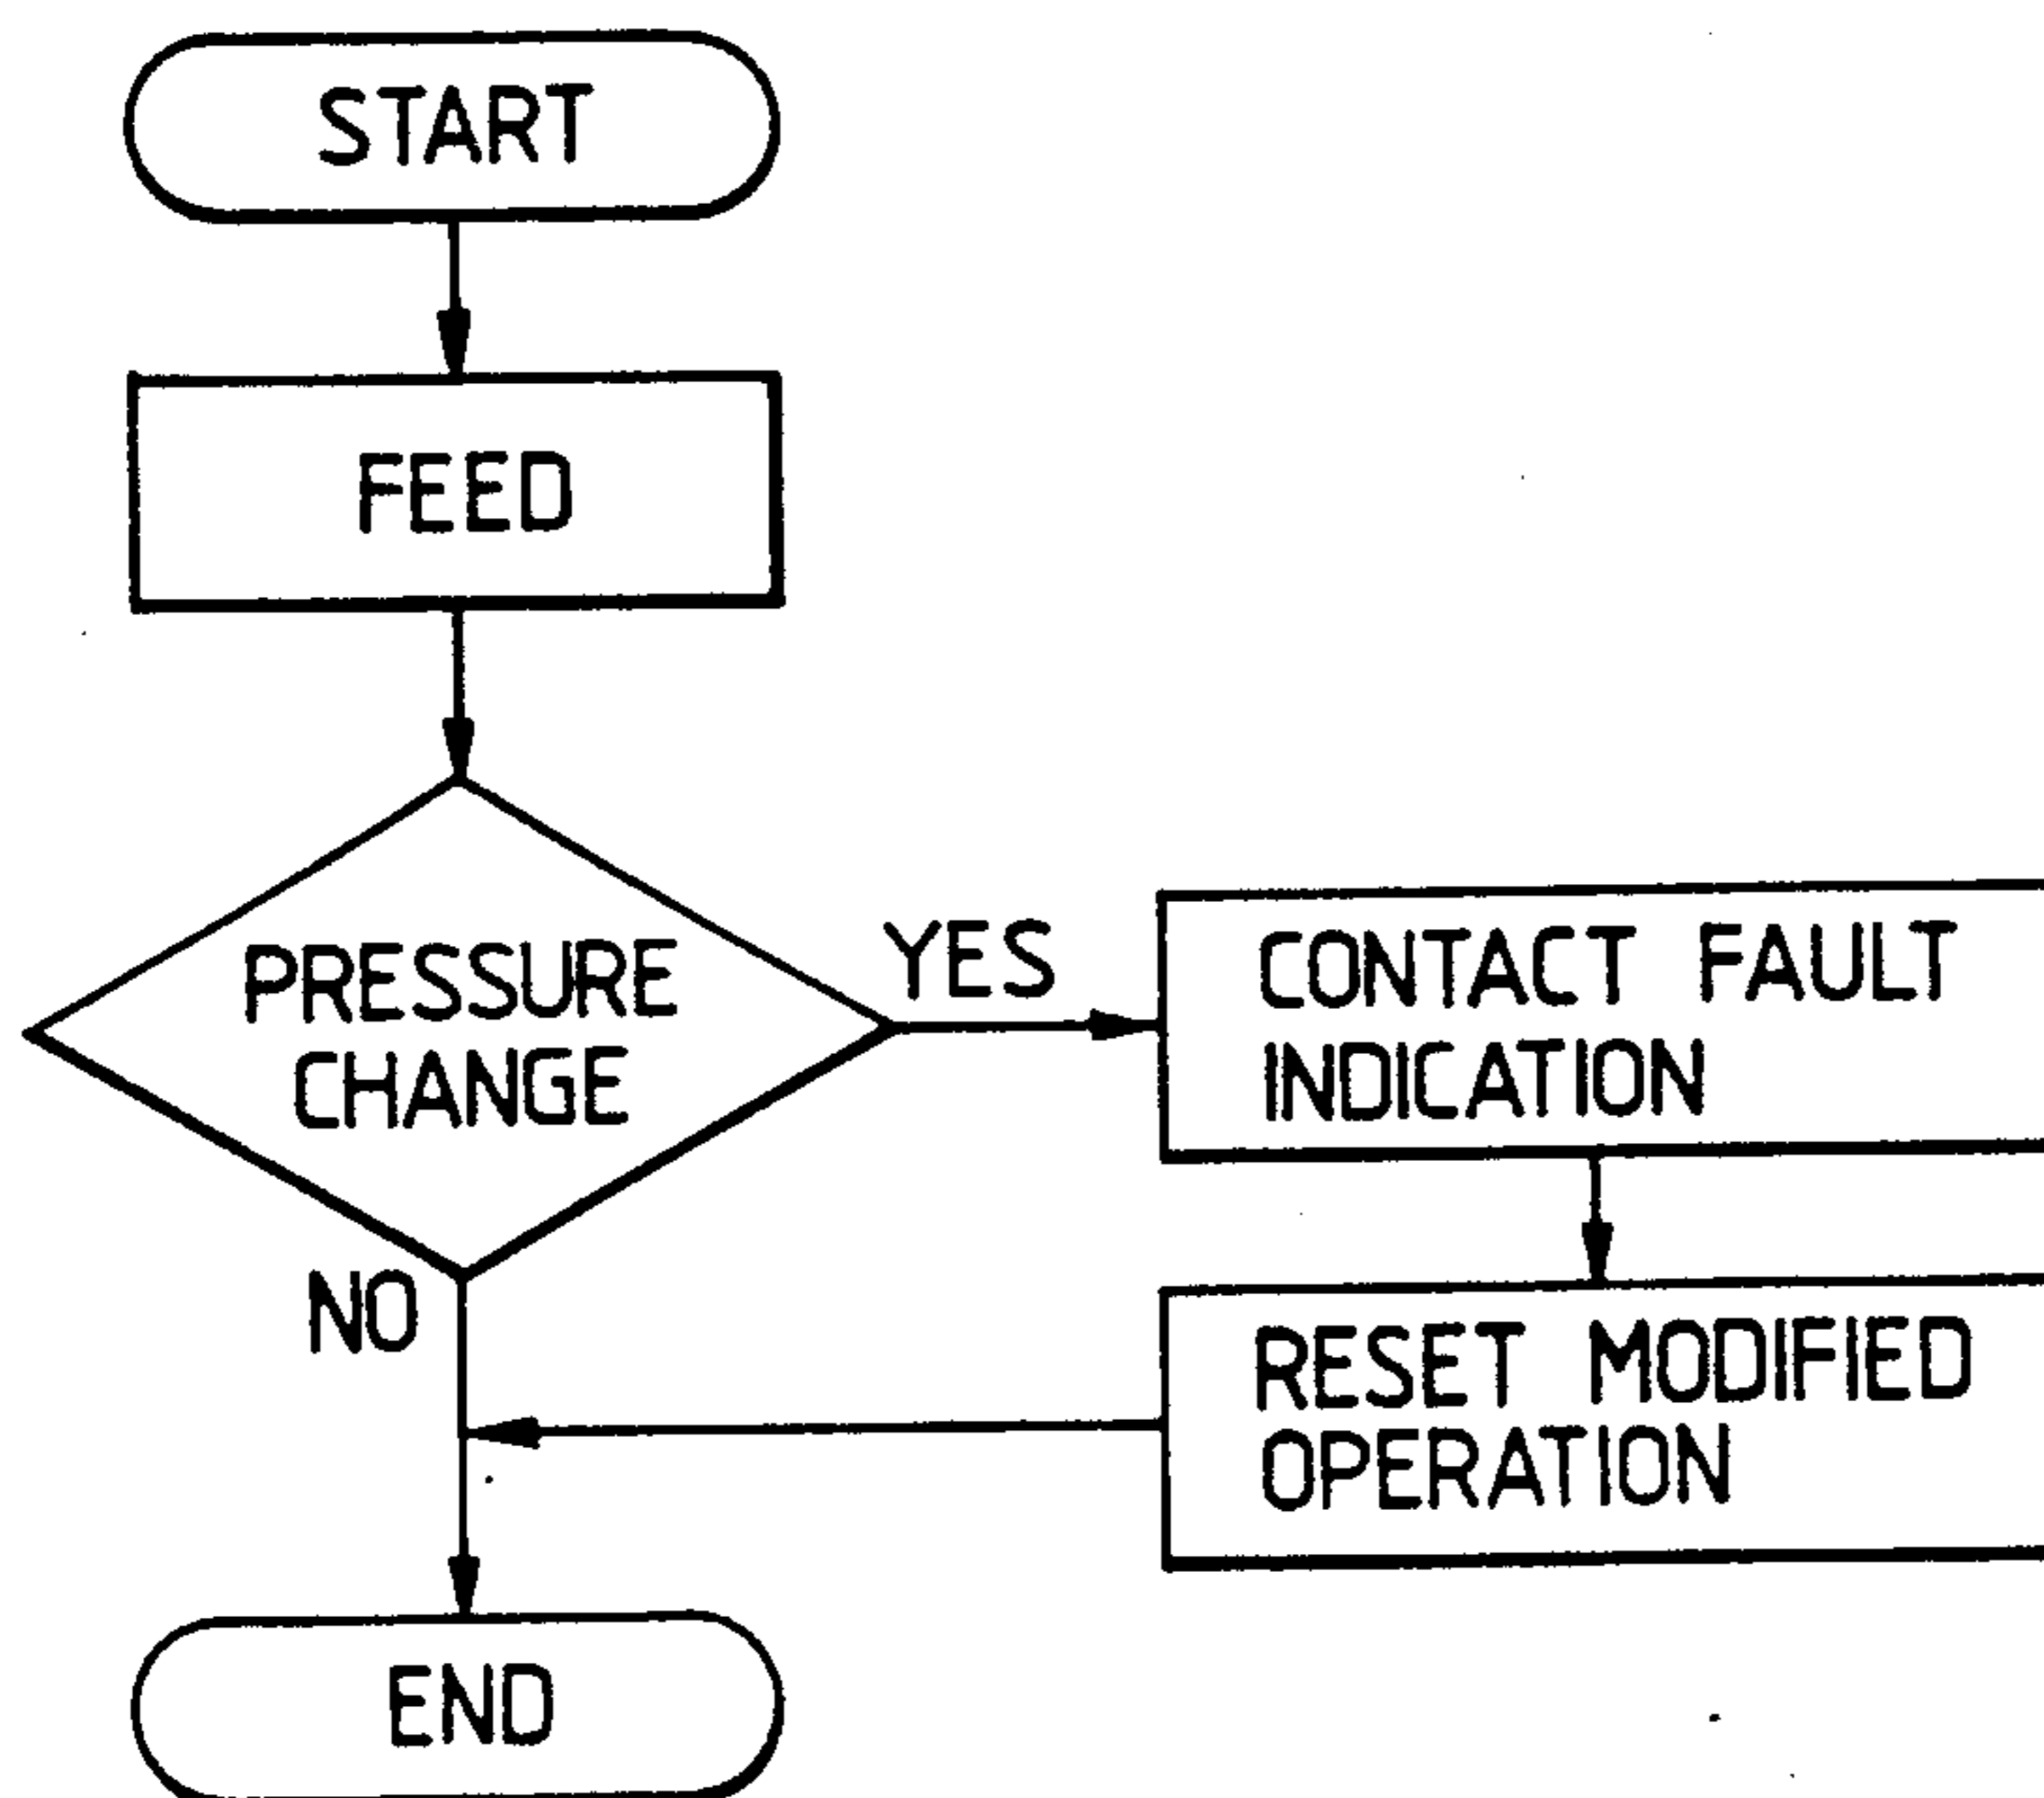 START
FEED
PRESSURE
CHANGE
YES
CONTACT FAULT
INDICATION
NO
RESET MODIFIED
OPERATION
END